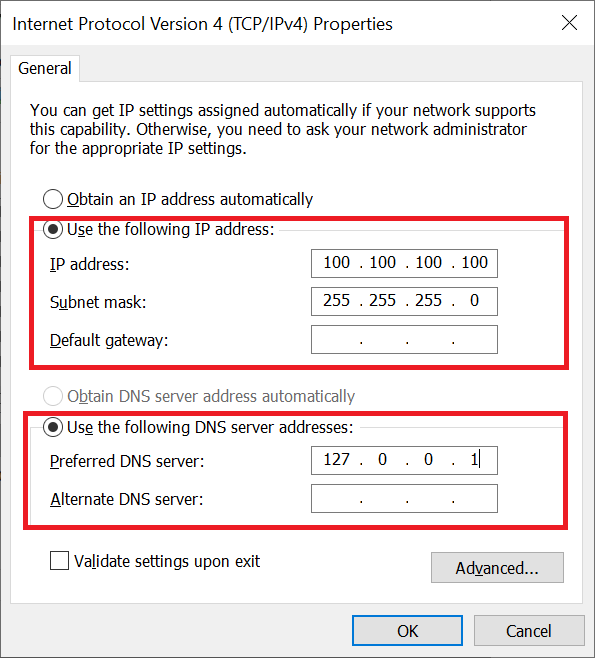 Internet Protocol Version 4 (TCP/IPv4) Properties
General
You can get IP settings assigned automatically if your network supports
this capability. Otherwise, you need to ask your network administrator
for the appropriate IP settings.
Obtain an IP address automatically
Use the following IP address:
IP address: 100 . 100 . 100 . 100
Subnet mask: 255 . 255 . 255 . 0
Default gateway: . . .
Obtain DNS server address automatically
Use the following DNS server addresses:
Preferred DNS server: 127 . 0 . 0 . 1
Alternate DNS server: . . .
Validate settings upon exit
Advanced...
OK Cancel